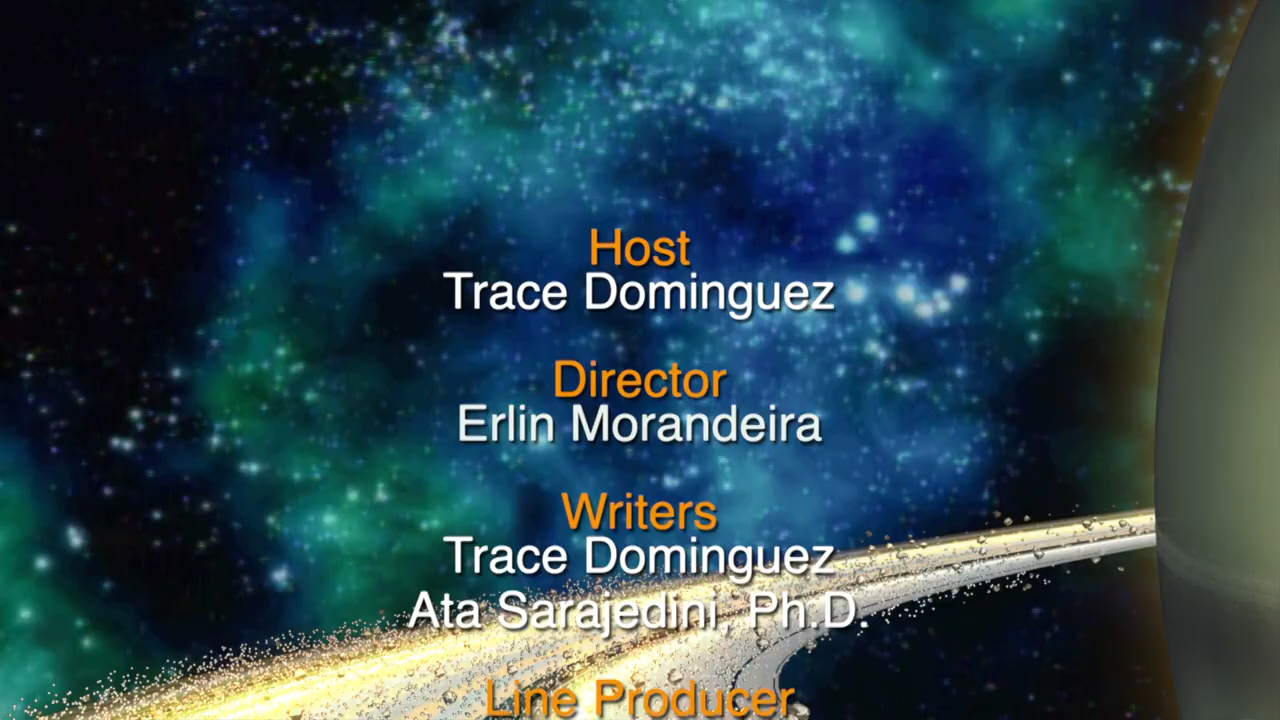 Host
Trace Dominguez
Director
Erlin Morandeira
Writers
Trace Dominguez
Ata Sarajedini, Ph.D.
Line Producer